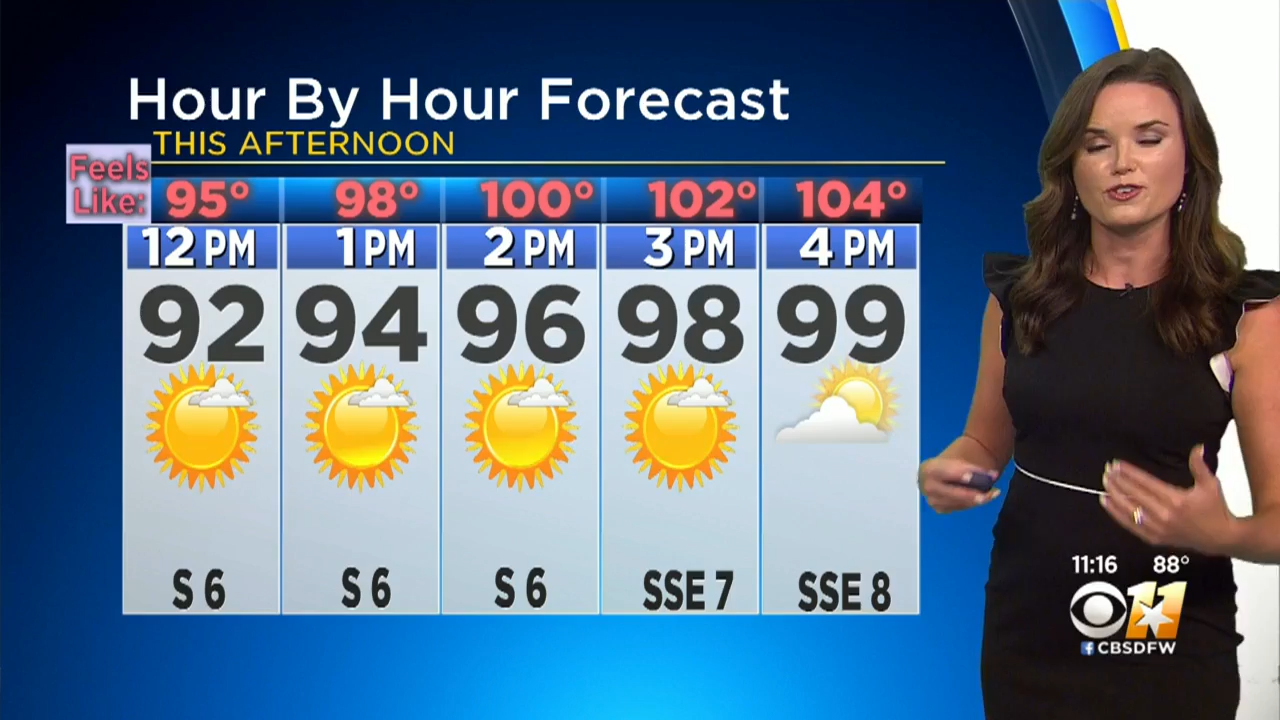 Hour By Hour Forecast
THIS AFTERNOON
Feels Like: 95° 98° 100° 102° 104°
12 PM 1 PM 2 PM 3 PM 4 PM
92 94 96 98 99
S 6 S 6 S 6 SSE 7 SSE 8
11:16 88°
11
CBSDFW